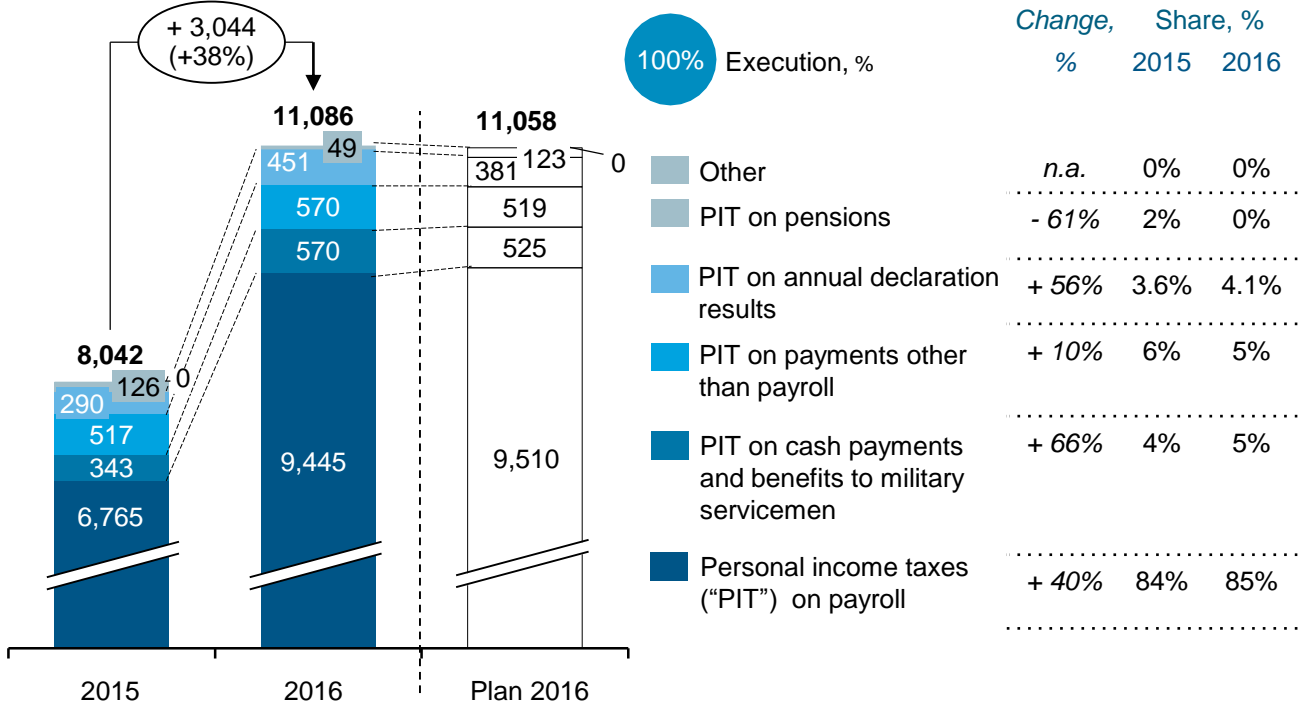 + 3,044
(+38%)
100%
Execution, %
Change,
%
Share, %
2015
2016
11,086
11,058
49
451
123
0
381
570
519
570
525
9,445
9,510
8,042
126
0
290
517
343
6,765
2015
2016
Plan 2016
Other
n.a.
0%
0%
PIT on pensions
- 61%
2%
0%
PIT on annual declaration
results
+ 56%
3.6%
4.1%
PIT on payments other
than payroll
+ 10%
6%
5%
PIT on cash payments
and benefits to military
servicemen
+ 66%
4%
5%
Personal income taxes
(“PIT”) on payroll
+ 40%
84%
85%